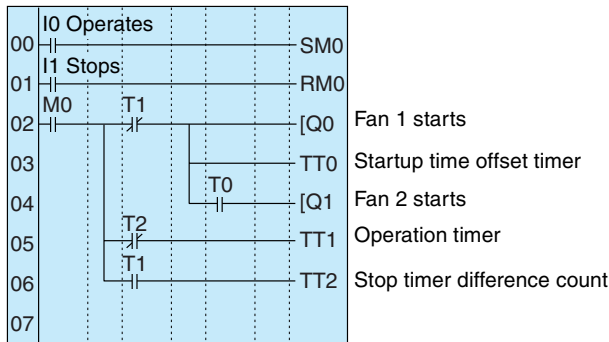 I0 Operates
00 SM0
I1 Stops
01 RM0
M0 T1
02 [Q0 Fan 1 starts
03 TT0 Startup time offset timer
T0
04 [Q1 Fan 2 starts
T2
05 TT1 Operation timer
T1
06 TT2 Stop timer difference count
07